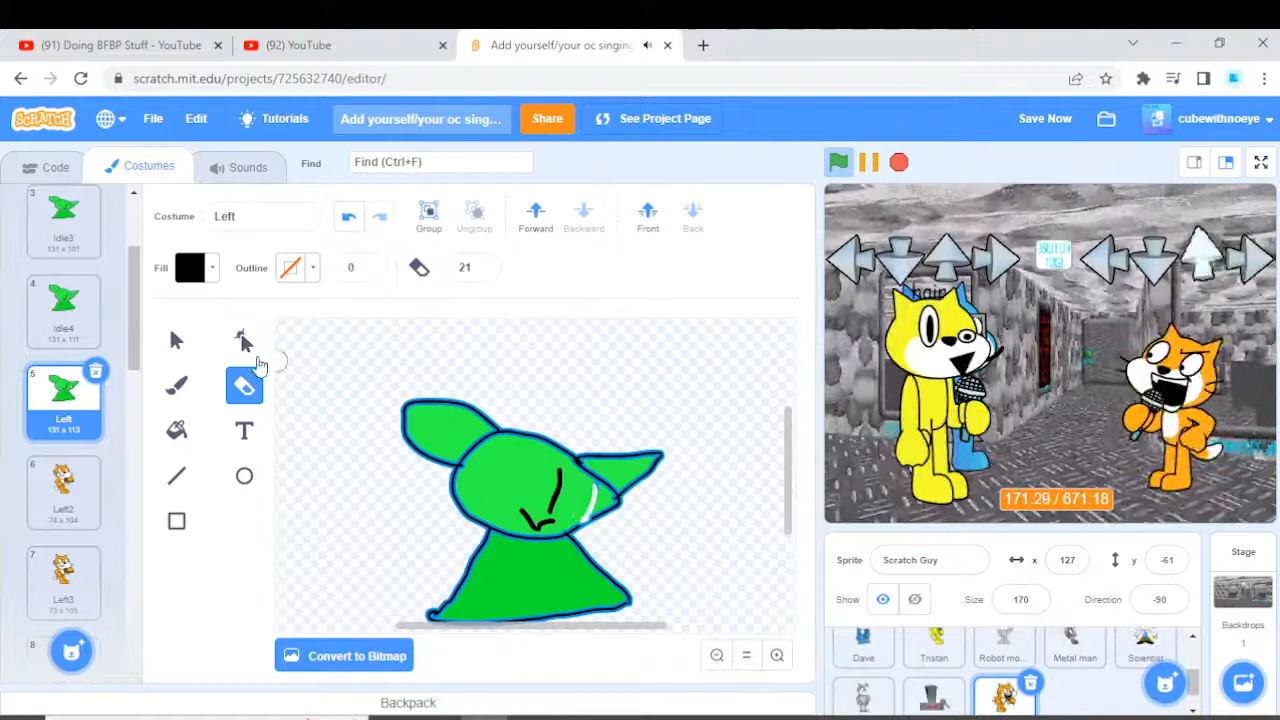 (91) Doing BFBP Stuff - YouTube
(92) YouTube
Add yourself/your oc singing
scratch.mit.edu/projects/725632740/editor/
SCRATCH
File
Edit
Tutorials
Add yourself/your oc sing...
Share
See Project Page
Save Now
cubewithnoeye
Code
Costumes
Sounds
Find
Find (Ctrl+F)
3
Idle3
131 x 101
4
Idle4
131 x 111
5
Left
131 x 113
6
Left2
74 x 104
7
Left3
73 x 105
8
Costume
Left
Group
Ungroup
Forward
Backward
Front
Back
Fill
Outline
0
21
T
Convert to Bitmap
Backpack
hair
171.29 / 671.18
Sprite
Scratch Guy
x
127
y
-61
Show
Size
170
Direction
-90
Dave
Tristan
Robot mo...
Metal man
Scientist
Stage
Backdrops
1